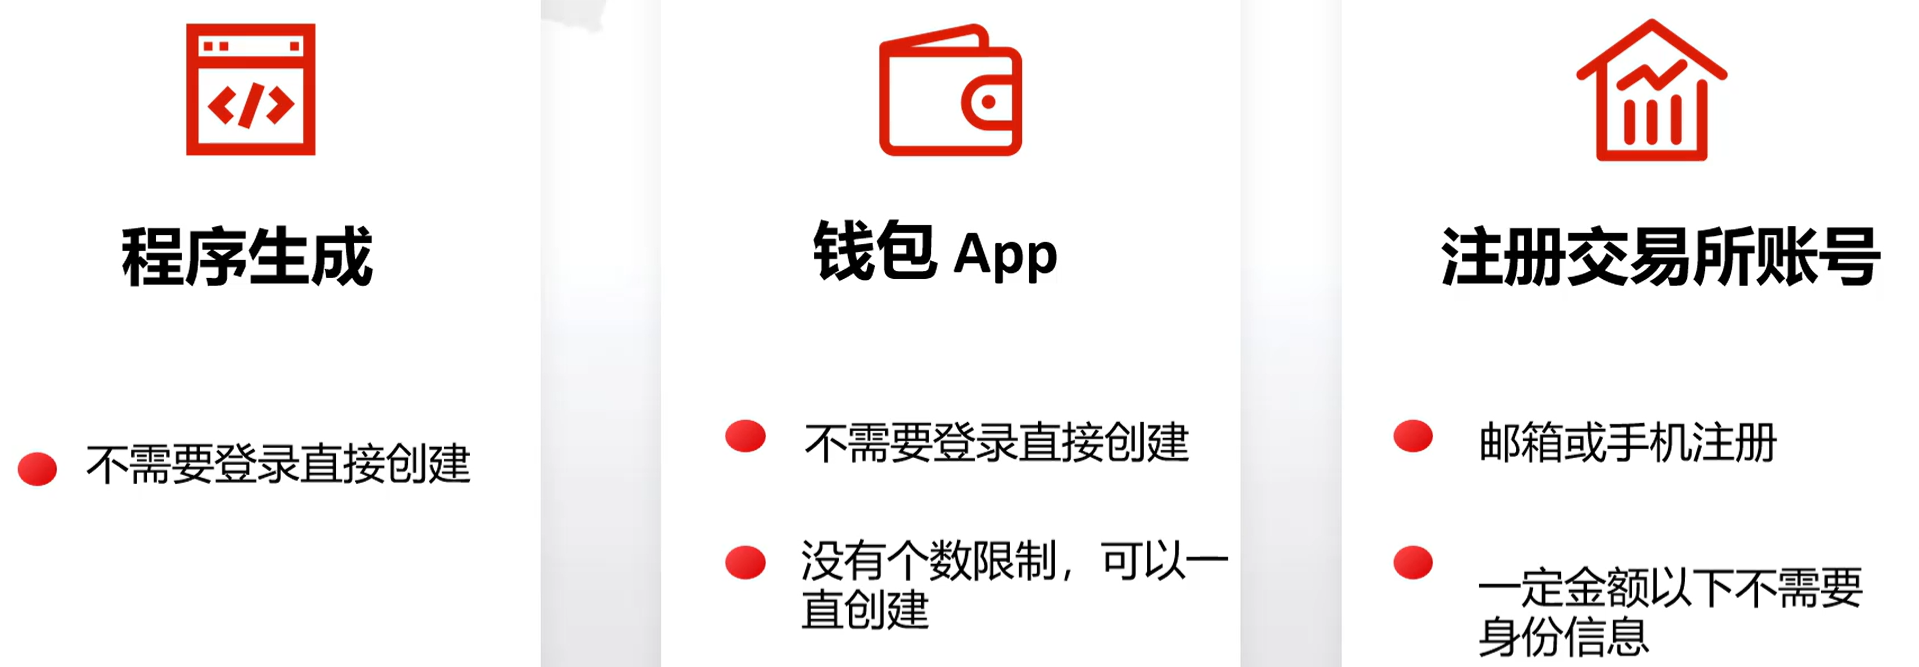 程序生成
不需要登录直接创建
钱包 App
不需要登录直接创建
没有个数限制，可以一
直创建
注册交易所账号
邮箱或手机注册
一定金额以下不需要
身份信息